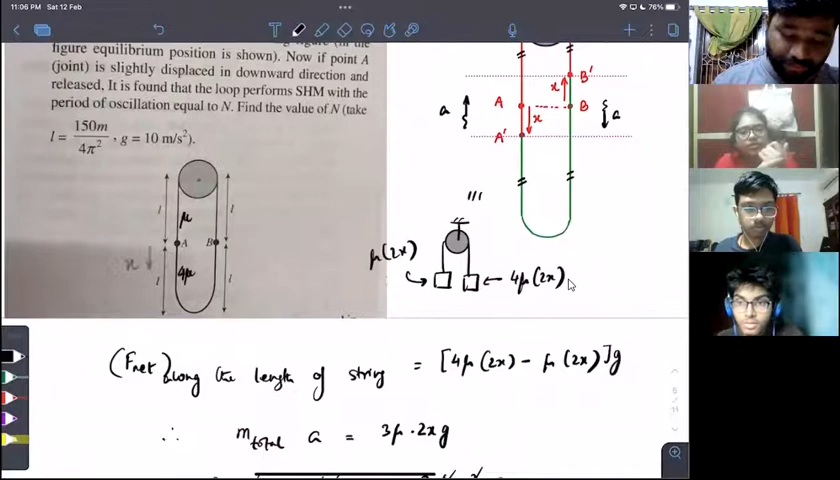 11:06 PM Sat 12 Feb
76%
figure equilibrium position is shown). Now if point A
(joint) is slightly displaced in downward direction and
released. It is found that the loop performs SHM with
the period of oscillation equal to N. Find the value of N (take
l = 150m / 4π² , g = 10 m/s²).
l
μ
l
A
B
x
l
4μ
l
B'
x
a
A
B
a
x
A'
μ(2x)
4μ(2x)
(Fnet) along the length of string = [4μ(2x) – μ(2x)]g
∴ m total a = 3μ·2xg